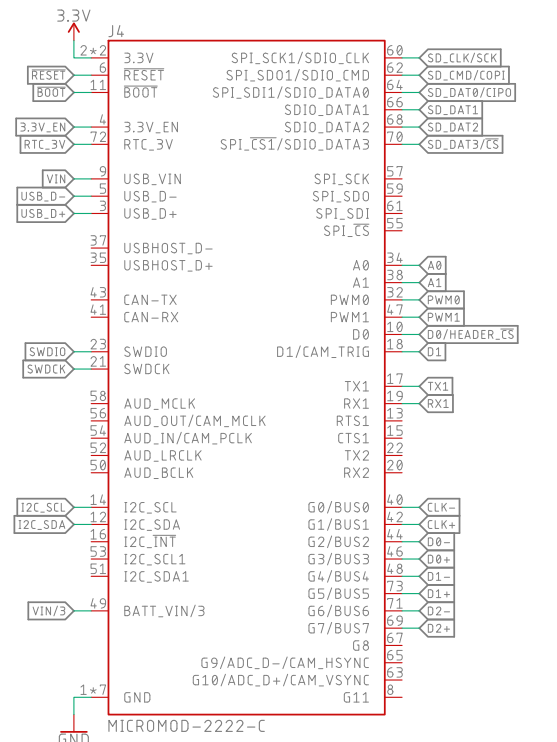 3.3V
J4
2*2 3.3V SPI_SCK1/SDIO_CLK 60 SD_CLK/SCK
RESET 6 RESET SPI_SDO1/SDIO_CMD 62 SD_CMD/COPI
BOOT 11 BOOT SPI_SDI1/SDIO_DATA0 64 SD_DAT0/CIPO
SDIO_DATA1 66 SD_DAT1
3.3V_EN 4 3.3V_EN SDIO_DATA2 68 SD_DAT2
RTC_3V 72 RTC_3V SPI_CS1/SDIO_DATA3 70 SD_DAT3/CS
VIN 9 USB_VIN SPI_SCK 57
USB_D- 5 USB_D- SPI_SDO 59
USB_D+ 3 USB_D+ SPI_SDI 61
SPI_CS 55
37 USBHOST_D-
35 USBHOST_D+ A0 34 A0
A1 38 A1
43 CAN-TX PWM0 32 PWM0
41 CAN-RX PWM1 47 PWM1
D0 10 D0/HEADER_CS
SWDIO 23 SWDIO D1/CAM_TRIG 18 D1
SWDCK 21 SWDCK
TX1 17 TX1
58 AUD_MCLK RX1 19 RX1
56 AUD_OUT/CAM_MCLK RTS1 13
54 AUD_IN/CAM_PCLK CTS1 15
52 AUD_LRCLK TX2 22
50 AUD_BCLK RX2 20
I2C_SCL 14 I2C_SCL G0/BUS0 40 CLK-
I2C_SDA 12 I2C_SDA G1/BUS1 42 CLK+
16 I2C_INT G2/BUS2 44 D0-
53 I2C_SCL1 G3/BUS3 46 D0+
51 I2C_SDA1 G4/BUS4 48 D1-
G5/BUS5 73 D1+
VIN/3 49 BATT_VIN/3 G6/BUS6 71 D2-
G7/BUS7 69 D2+
G8 67
G9/ADC_D-/CAM_HSYNC 65
G10/ADC_D+/CAM_VSYNC 63
1*7 GND G11 8
MICROMOD-2222-C
GND